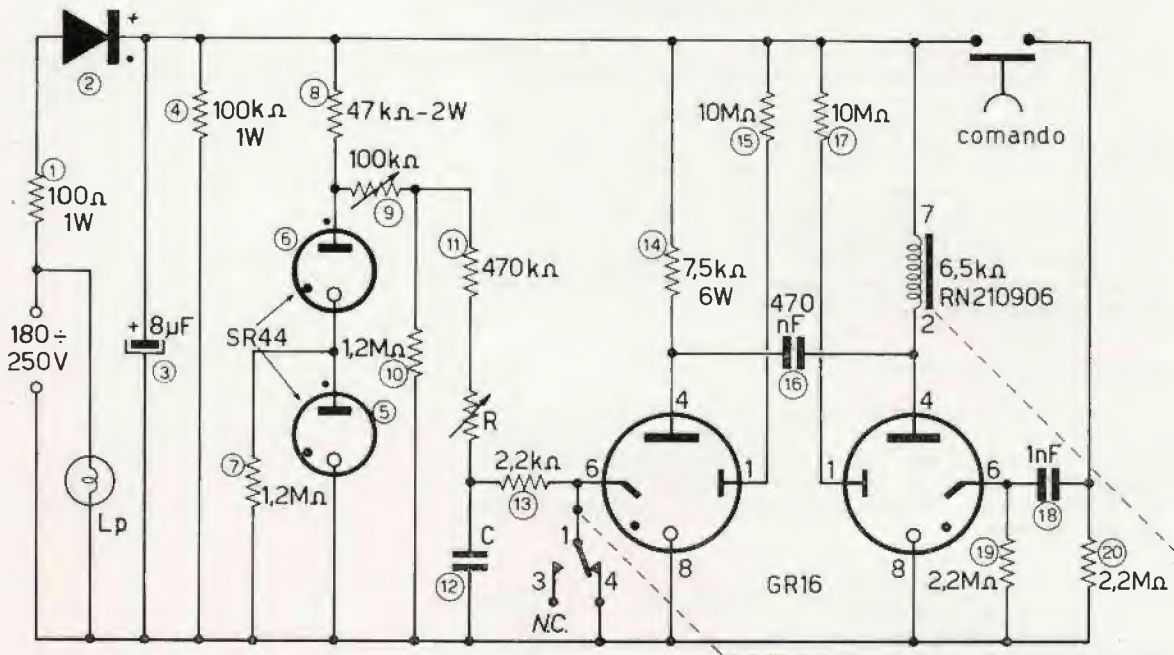 +
-
2
1
100Ω
1W
180÷
250V
Lp
+ 8μF
3
4
100kΩ
1W
8
47kΩ-2W
100kΩ
9
6
SR44
5
7
1,2MΩ
1,2MΩ
10
11
470kΩ
R
2,2kΩ
13
C
12
1
3
4
N.C.
14
7,5kΩ
6W
470
nF
16
10MΩ
15
10MΩ
17
4
6
1
8
GR16
4
1
6
8
7
6,5kΩ
RN210906
2
comando
1nF
18
19
2,2MΩ
20
2,2MΩ